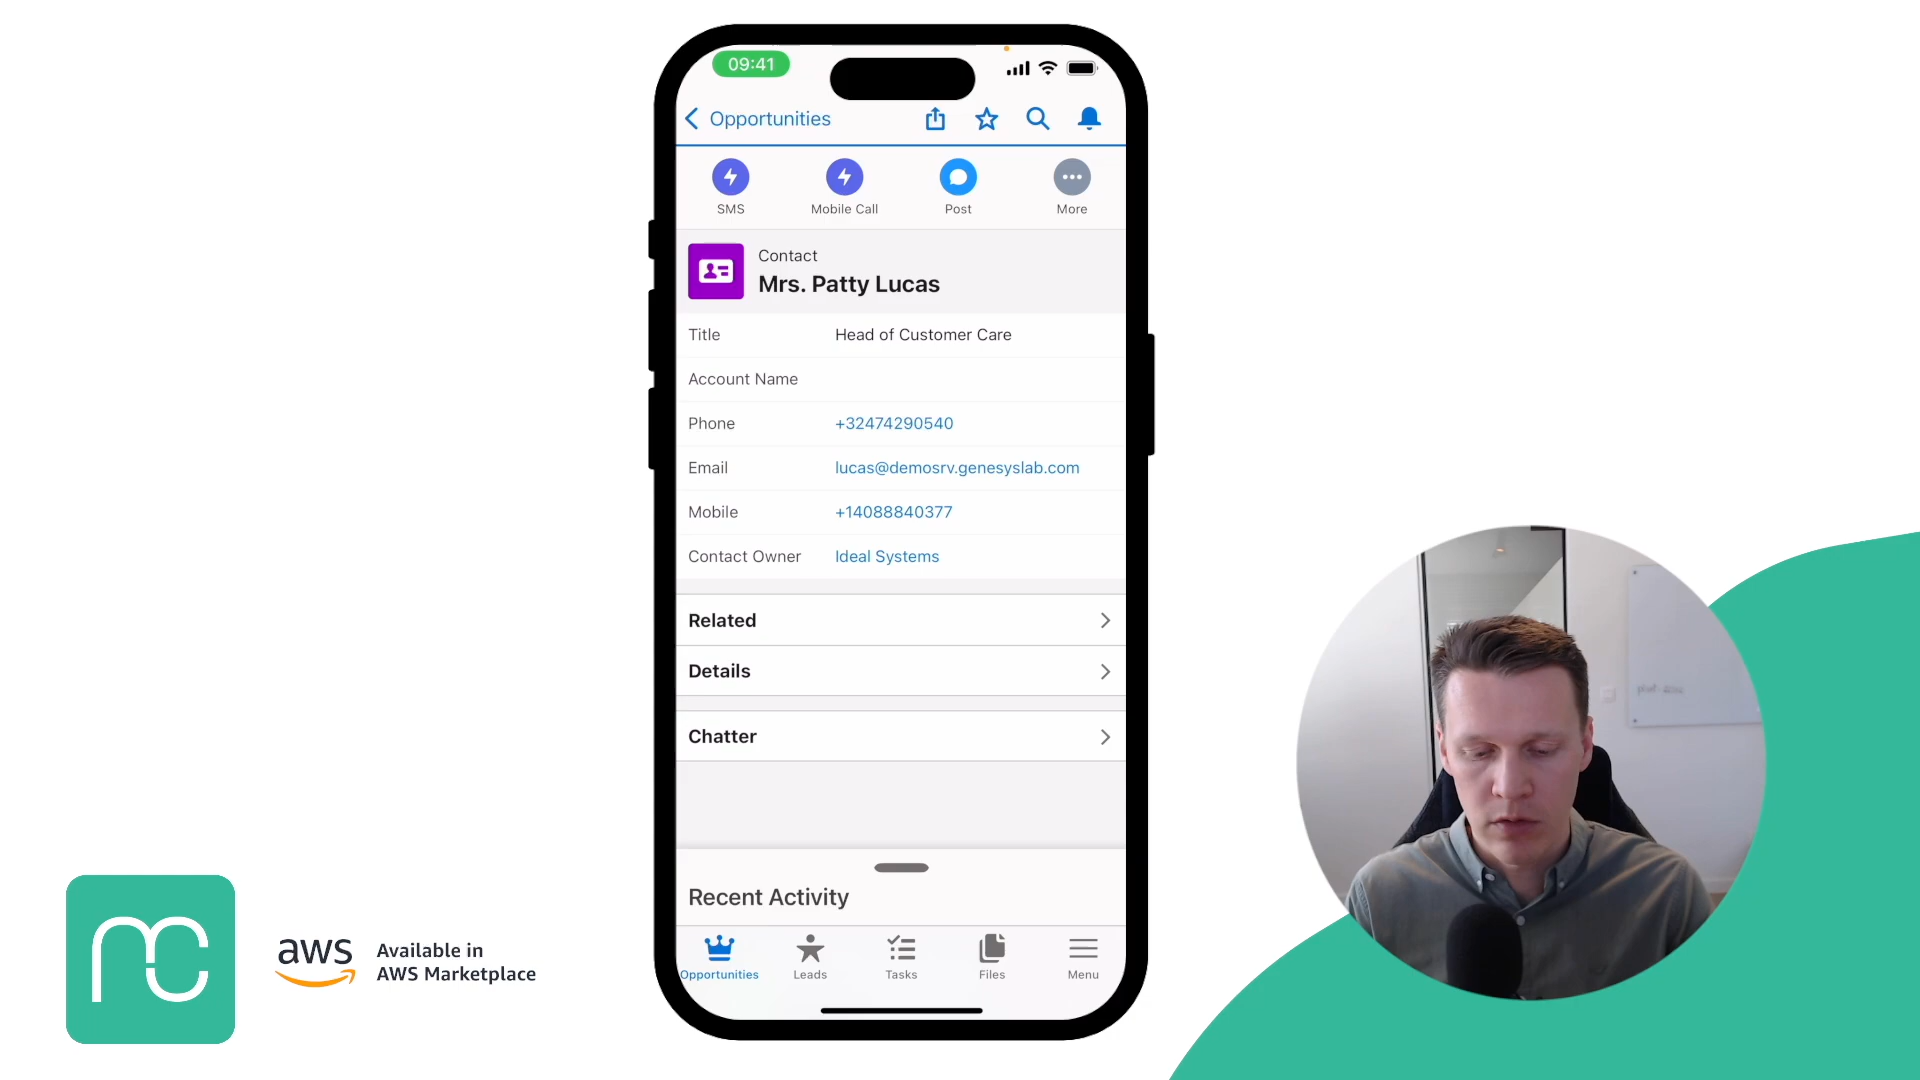 09:41
Opportunities
SMS
Mobile Call
Post
More
Contact
Mrs. Patty Lucas
Title Head of Customer Care
Account Name
Phone +32474290540
Email lucas@demosrv.genesyslab.com
Mobile +14088840377
Contact Owner Ideal Systems
Related
Details
Chatter
Recent Activity
Opportunities
Leads
Tasks
Files
Menu
mc
aws
Available in
AWS Marketplace